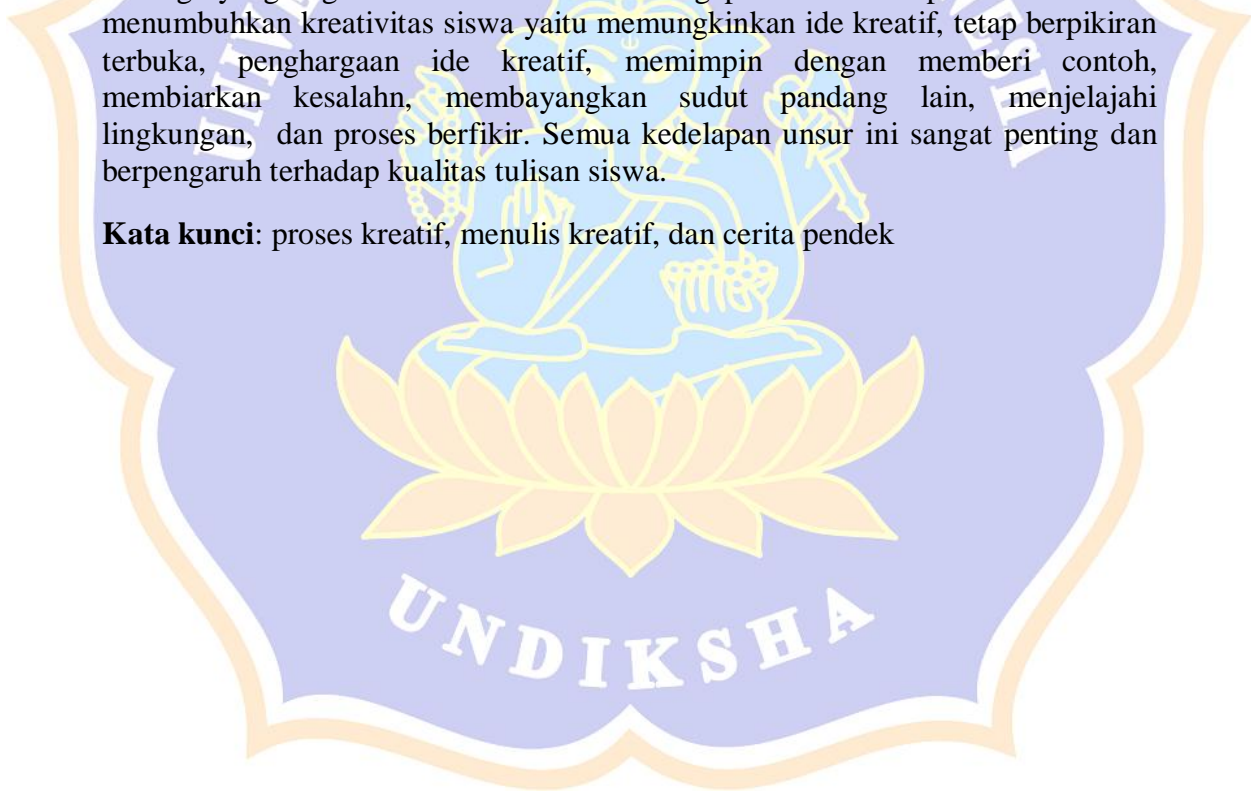 menumbuhkan kreativitas siswa yaitu memungkinkan ide kreatif, tetap berpikiran
terbuka, penghargaan ide kreatif, memimpin dengan memberi contoh,
membiarkan kesalahn, membayangkan sudut pandang lain, menjelajahi
lingkungan, dan proses berfikir. Semua kedelapan unsur ini sangat penting dan
berpengaruh terhadap kualitas tulisan siswa.
Kata kunci: proses kreatif, menulis kreatif, dan cerita pendek
UNDIKSHA